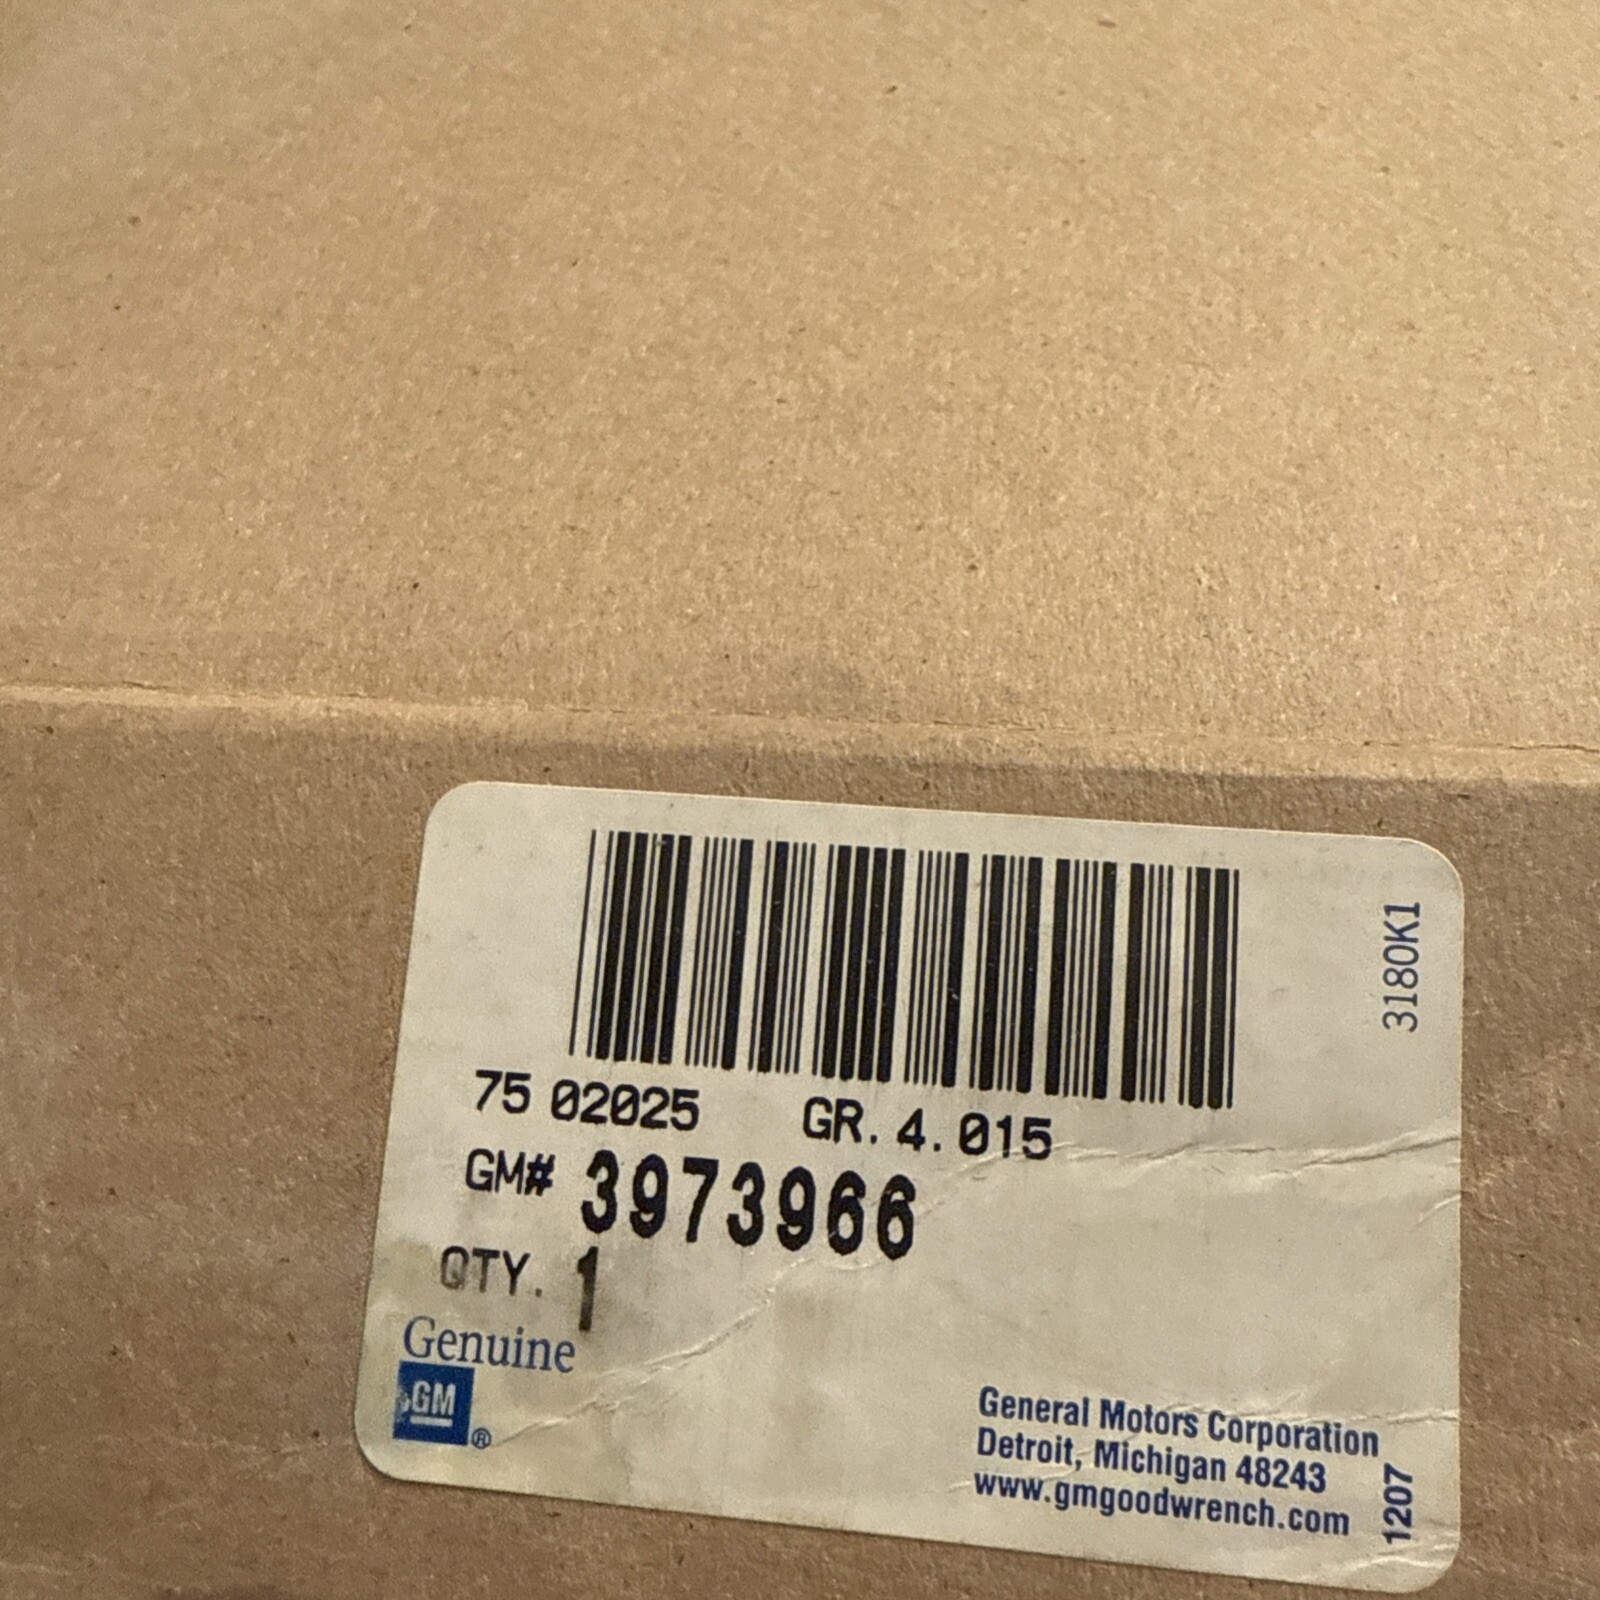 3180K1
75 02025 GR. 4.015
GM# 3973966
QTY. 1
Genuine
GM
®
General Motors Corporation
Detroit, Michigan 48243
www.gmgoodwrench.com
1207